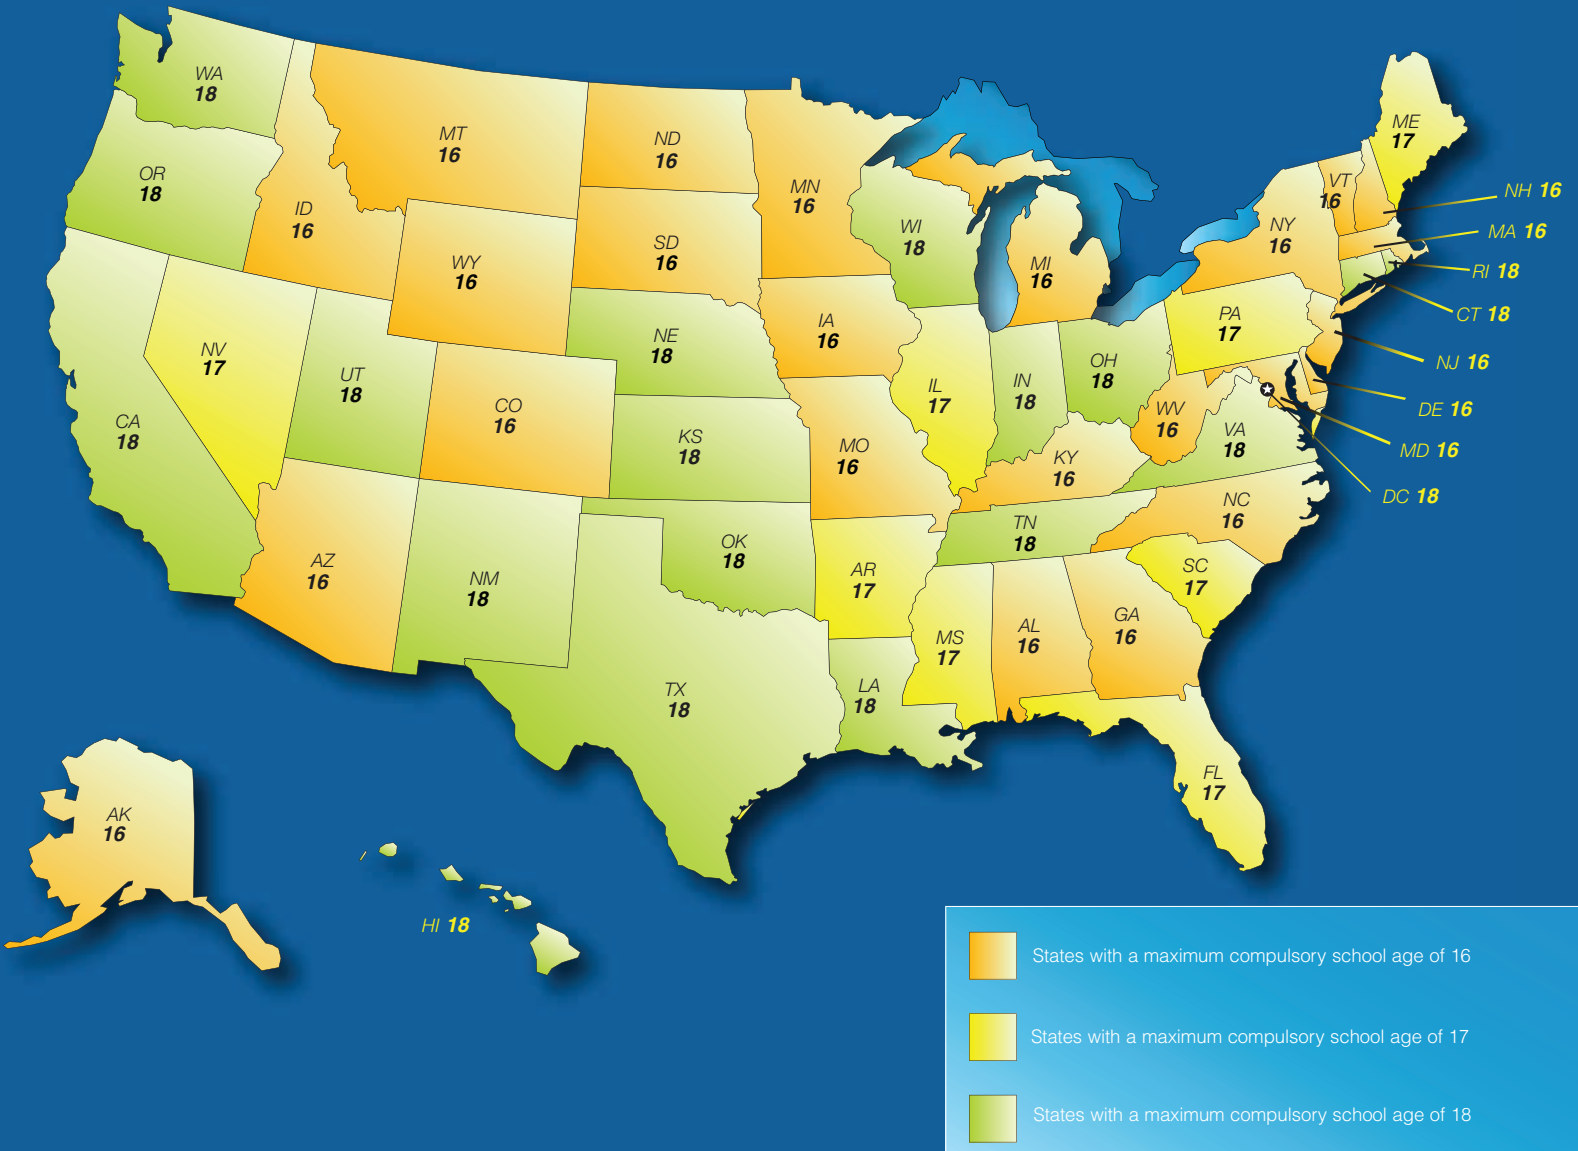 WA
18
OR
18
CA
18
NV
17
ID
16
MT
16
WY
16
UT
18
CO
16
AZ
16
NM
18
ND
16
SD
16
NE
18
KS
18
OK
18
TX
18
MN
16
IA
16
MO
16
AR
17
LA
18
WI
18
IL
17
MI
16
IN
18
OH
18
KY
16
TN
18
MS
17
AL
16
GA
16
FL
17
SC
17
NC
16
VA
18
WV
16
PA
17
NY
16
VT
16
ME
17
NH 16
MA 16
RI 18
CT 18
NJ 16
DE 16
MD 16
DC 18
AK
16
HI 18
States with a maximum compulsory school age of 16
States with a maximum compulsory school age of 17
States with a maximum compulsory school age of 18